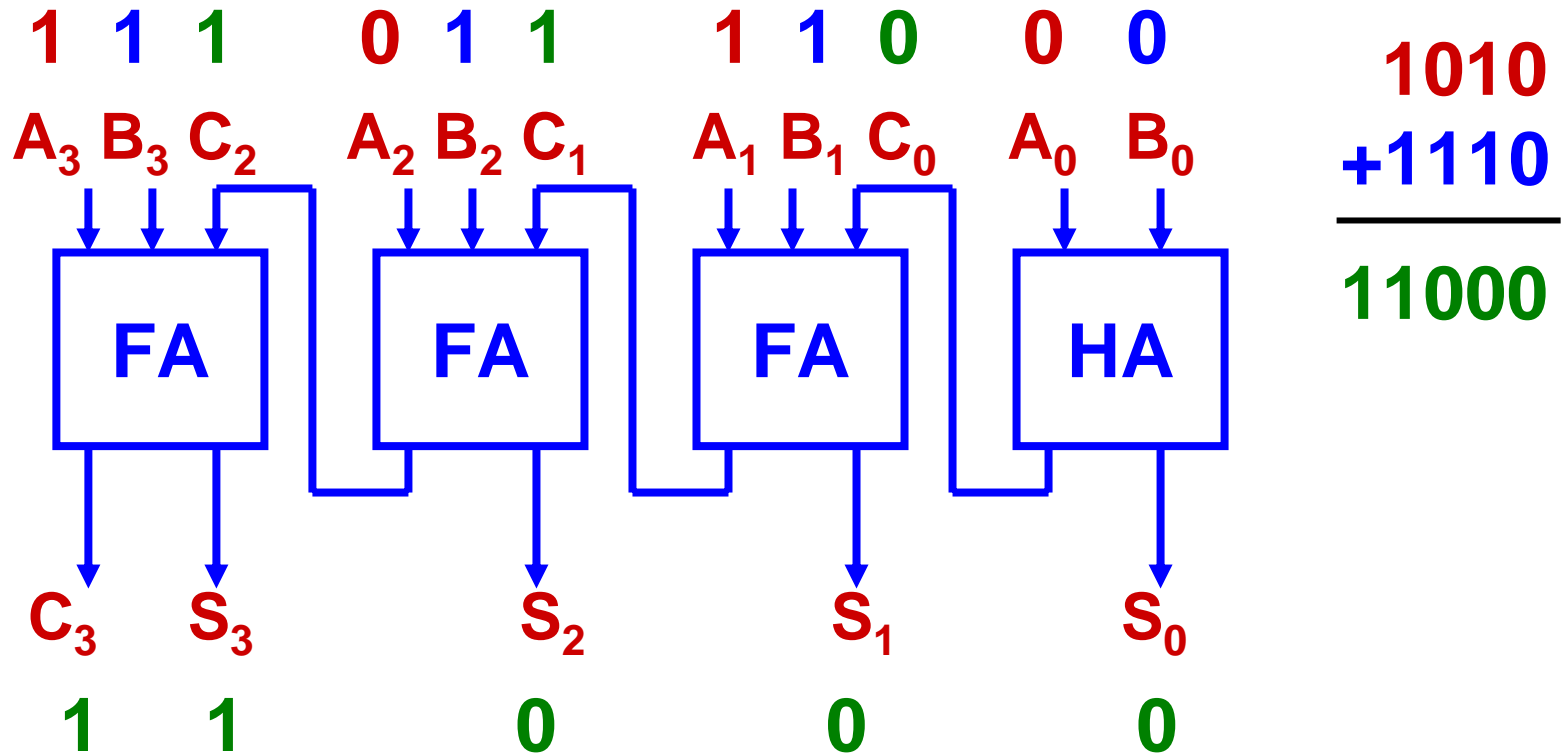 1 1 1 0 1 1 1 1 0 0 0
A₃ B₃ C₂ A₂ B₂ C₁ A₁ B₁ C₀ A₀ B₀
FA FA FA HA
C₃ S₃ S₂ S₁ S₀
1 1 0 0 0
1010
+1110
11000